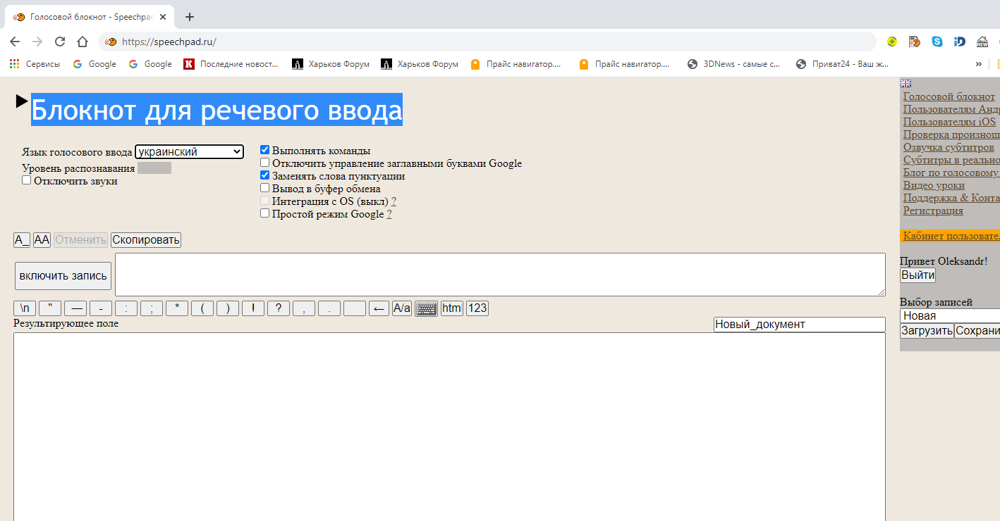 Голосовой блокнот - Speechpad
https://speechpad.ru/
Сервисы Google Google Последние новост... Харьков Форум Харьков Форум Прайс навигатор.... Прайс навигатор.... 3DNews - самые с... Приват24 - Ваш ж... »
Блокнот для речевого ввода
Язык голосового ввода украинский
Уровень распознавания
Отключить звуки
Выполнять команды
Отключить управление заглавными буквами Google
Заменять слова пунктуации
Вывод в буфер обмена
Интеграция с OS (выкл) ?
Простой режим Google ?
A_ AA Отменить Скопировать
включить запись
\n " — - : ; * ( ) ! ? , . ← A/a htm 123
Результирующее поле Новый_документ
Голосовой блокнот
Пользователям Андр
Пользователям iOS
Проверка произнош
Озвучка субтитров
Субтитры в реально
Блог по голосовому
Видео уроки
Поддержка & Конта
Регистрация
Кабинет пользовате
Привет Oleksandr!
Выйти
Выбор записей
Новая
Загрузить Сохрани